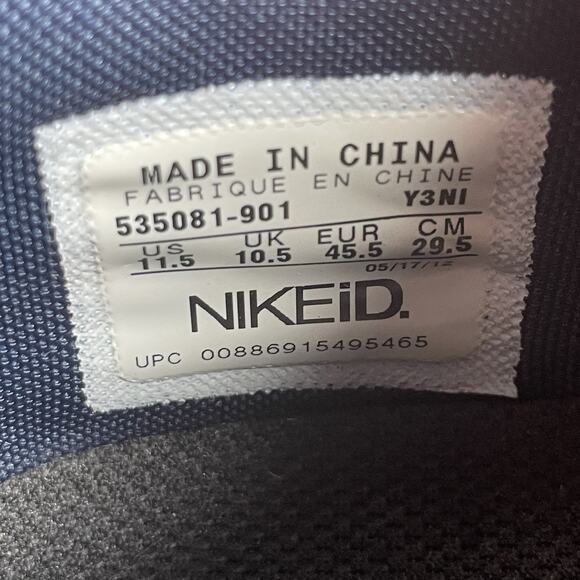 MADE IN CHINA
FABRIQUE EN CHINE
535081-901 Y3NI
US UK EUR CM
11.5 10.5 45.5 29.5
05/17/12
NIKEiD.
UPC 00886915495465